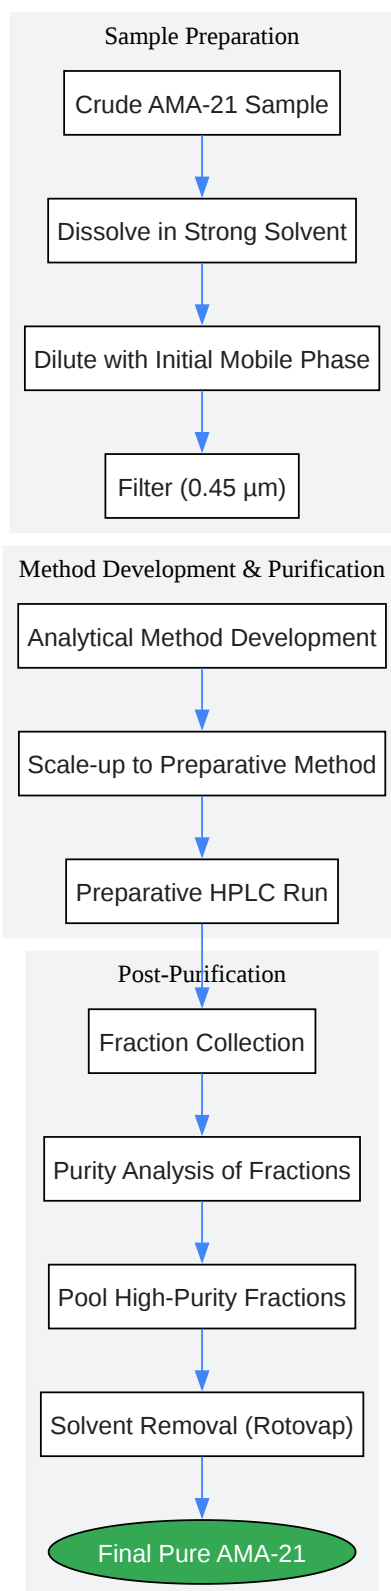 Sample Preparation
Crude AMA-21 Sample
Dissolve in Strong Solvent
Dilute with Initial Mobile Phase
Filter (0.45 µm)
Method Development & Purification
Analytical Method Development
Scale-up to Preparative Method
Preparative HPLC Run
Post-Purification
Fraction Collection
Purity Analysis of Fractions
Pool High-Purity Fractions
Solvent Removal (Rotovap)
Final Pure AMA-21